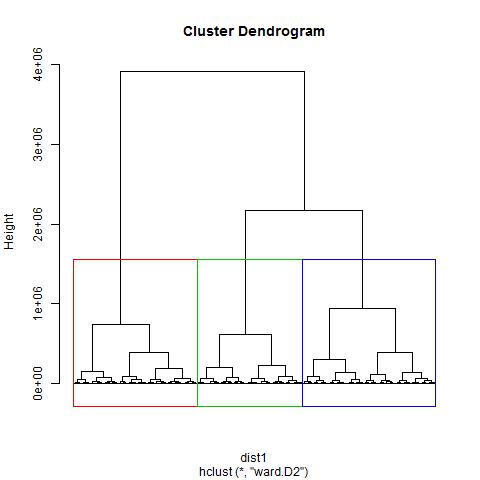 Cluster Dendrogram
Height
4e+06
3e+06
2e+06
1e+06
0e+00
dist1
hclust (*, "ward.D2")